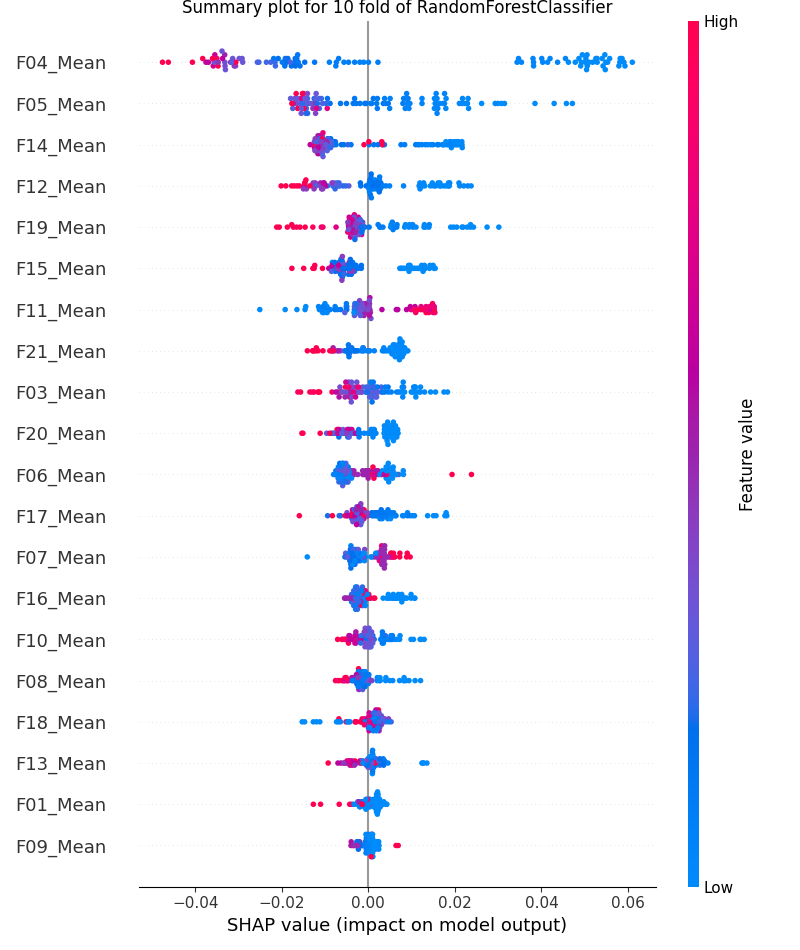 Summary plot for 10 fold of RandomForestClassifier
High
F04_Mean
F05_Mean
F14_Mean
F12_Mean
F19_Mean
F15_Mean
F11_Mean
F21_Mean
F03_Mean
F20_Mean
F06_Mean
F17_Mean
F07_Mean
F16_Mean
F10_Mean
F08_Mean
F18_Mean
F13_Mean
F01_Mean
F09_Mean
Feature value
Low
−0.04 −0.02 0.00 0.02 0.04 0.06
SHAP value (impact on model output)